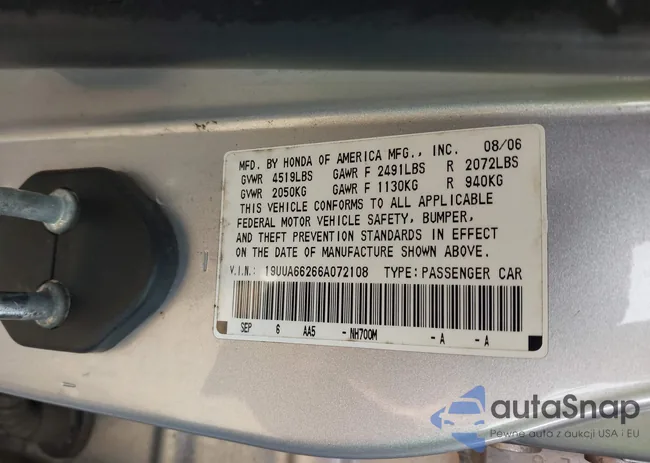 MFD. BY HONDA OF AMERICA MFG., INC. 08/06
GVWR 4519LBS GAWR F 2491LBS R 2072LBS
GVWR 2050KG GAWR F 1130KG R 940KG
THIS VEHICLE CONFORMS TO ALL APPLICABLE
FEDERAL MOTOR VEHICLE SAFETY, BUMPER,
AND THEFT PREVENTION STANDARDS IN EFFECT
ON THE DATE OF MANUFACTURE SHOWN ABOVE.
V.I.N.: 19UUA66266A072108 TYPE: PASSENGER CAR
SEP 6 AA5 -NH700M -A -A
autaSnap
Pewne auta z aukcji USA i EU